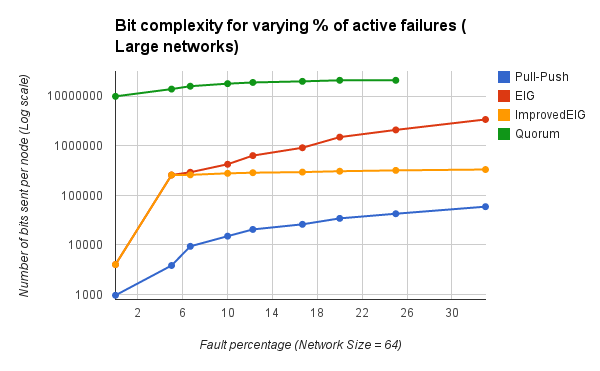 Bit complexity for varying % of active failures (
Large networks)
Number of bits sent per node (Log scale)
10000000
1000000
100000
10000
1000
2
6
10
14
18
22
26
30
Fault percentage (Network Size = 64)
Pull-Push
EIG
ImprovedEIG
Quorum